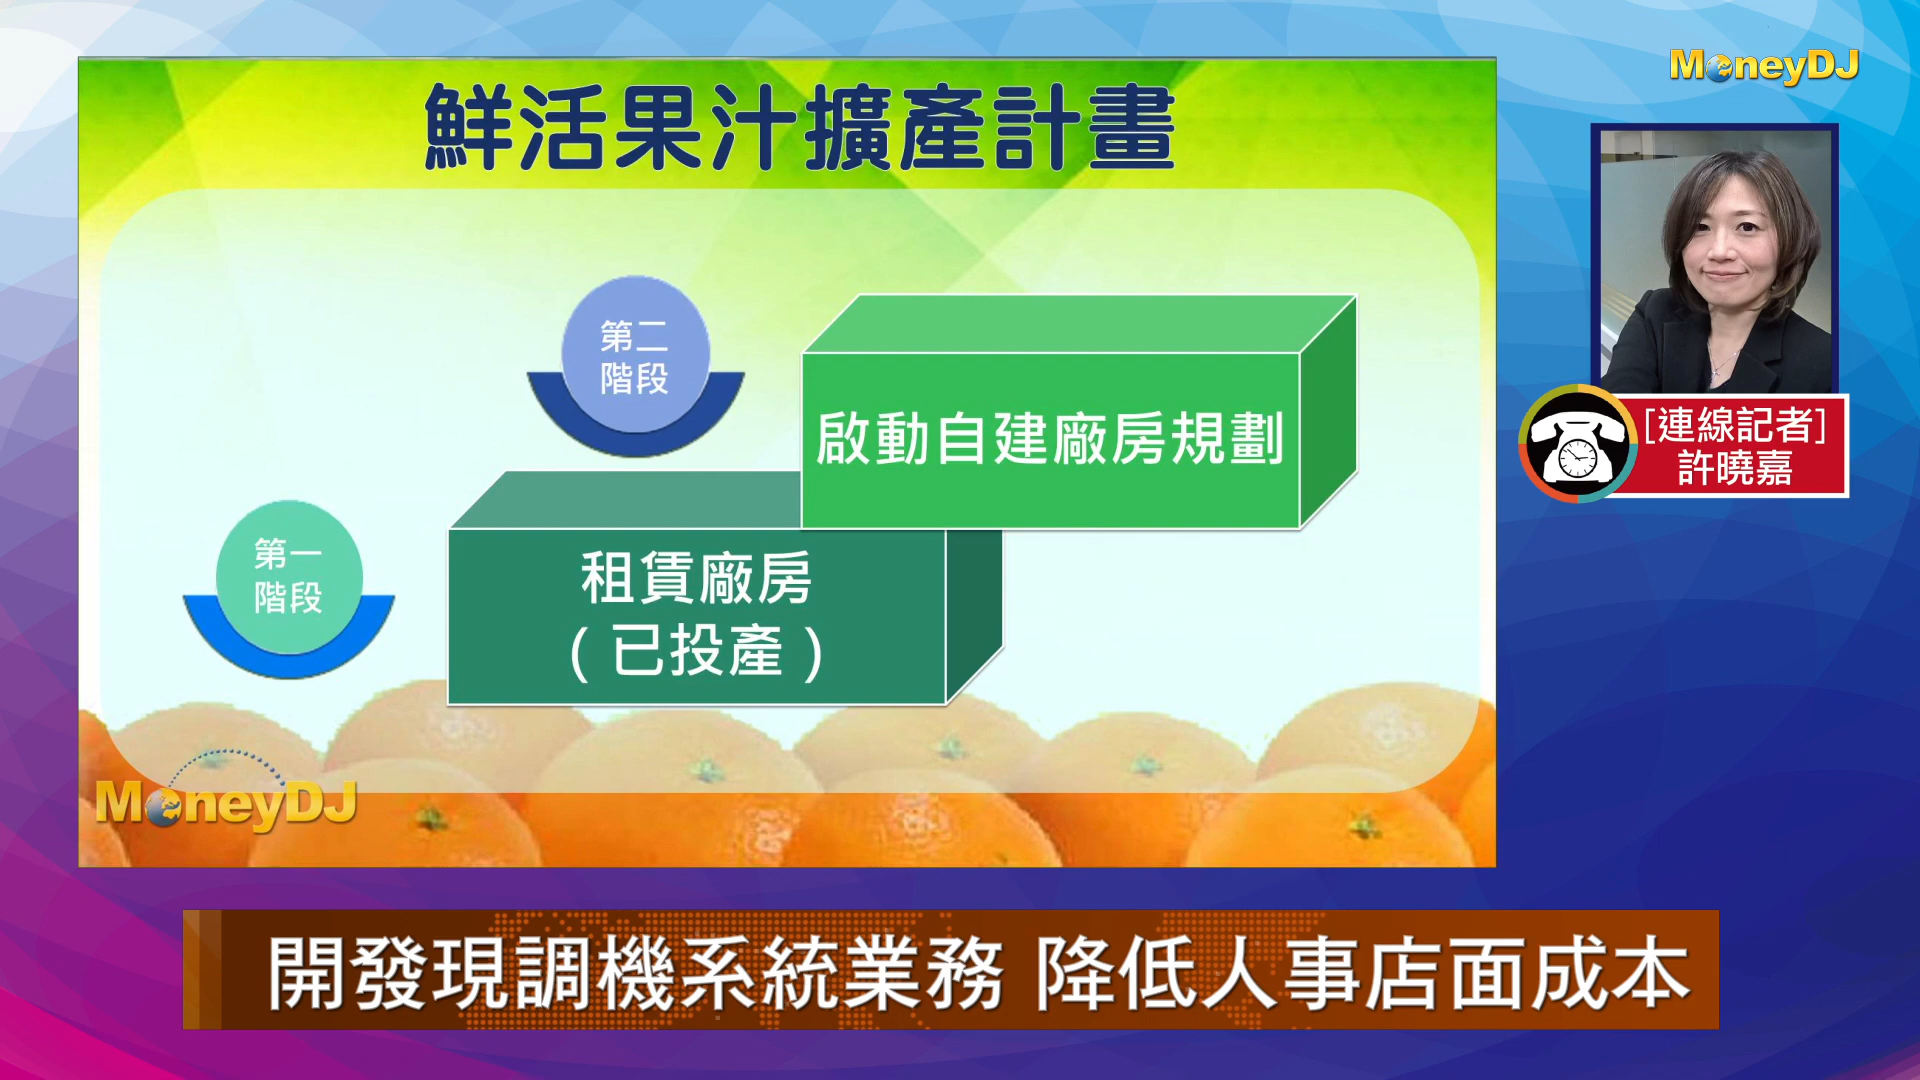 MoneyDJ
鮮活果汁擴產計畫
第二
階段
啟動自建廠房規劃
第一
階段
租賃廠房
(已投產)
[連線記者]
許曉嘉
MoneyDJ
開發現調機系統業務 降低人事店面成本